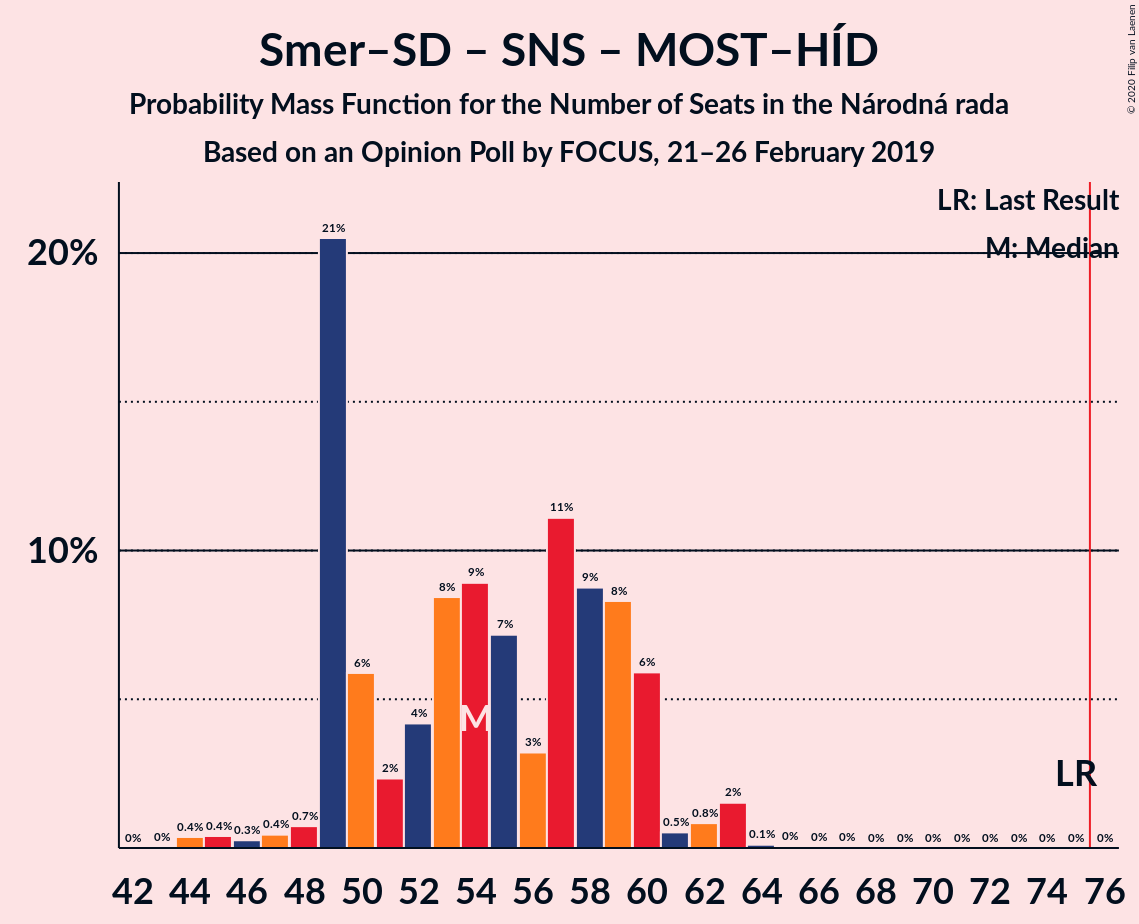 Smer–SD – SNS – MOST–HÍD
Probability Mass Function for the Number of Seats in the Národná rada
Based on an Opinion Poll by FOCUS, 21–26 February 2019
© 2020 Filip van Laenen
LR: Last Result
M: Median
20%
10%
0% 0% 0.4% 0.4% 0.3% 0.4% 0.7% 21% 6% 2% 4% 8% 9% 7% 3% 11% 9% 8% 6% 0.5% 0.8% 2% 0.1% 0% 0% 0% 0% 0% 0% 0% 0% 0% 0% 0% 0%
M
LR
42 44 46 48 50 52 54 56 58 60 62 64 66 68 70 72 74 76